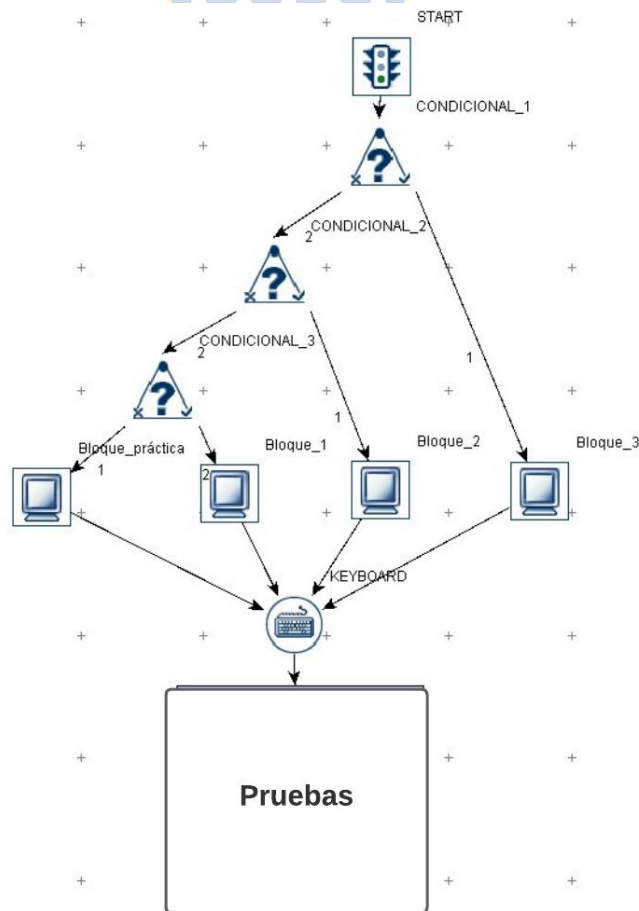 START
CONDICIONAL_1
CONDICIONAL_2
2
CONDICIONAL_3
2
1
1
Bloque_práctica
1
Bloque_1
2
Bloque_2
Bloque_3
KEYBOARD
Pruebas